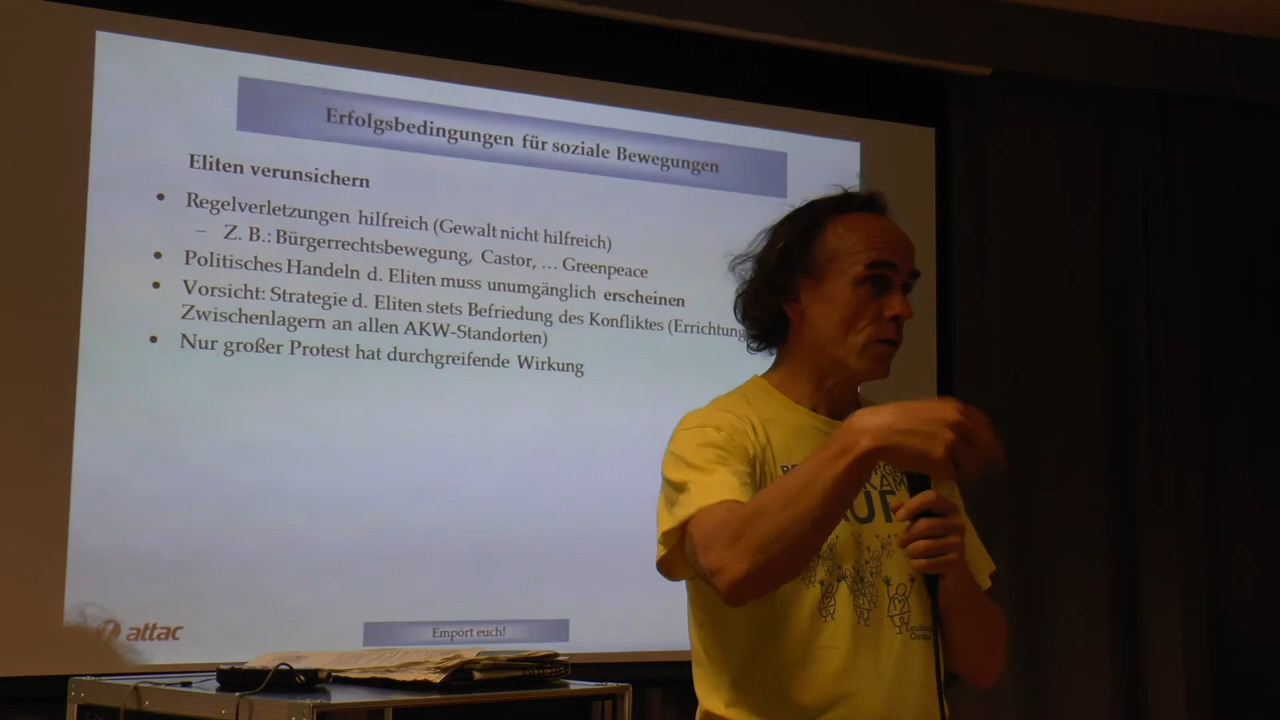 Erfolgsbedingungen für soziale Bewegungen
Eliten verunsichern
• Regelverletzungen hilfreich (Gewalt nicht hilfreich)
– Z. B.: Bürgerrechtsbewegung, Castor, ... Greenpeace
• Politisches Handeln d. Eliten muss unumgänglich erscheinen
• Vorsicht: Strategie d. Eliten stets Befriedung des Konfliktes (Errichtung
Zwischenlagern an allen AKW-Standorten)
• Nur großer Protest hat durchgreifende Wirkung
attac
Empört euch!